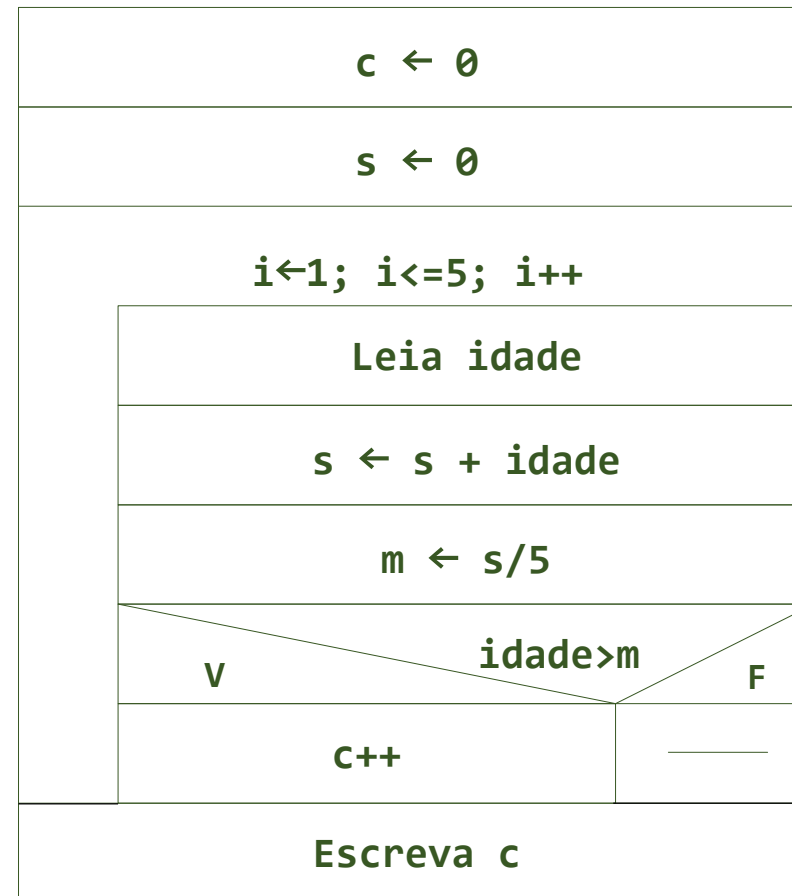 c ← 0
s ← 0
i←1; i<=5; i++
Leia idade
s ← s + idade
m ← s/5
idade>m
V
F
c++
Escreva c